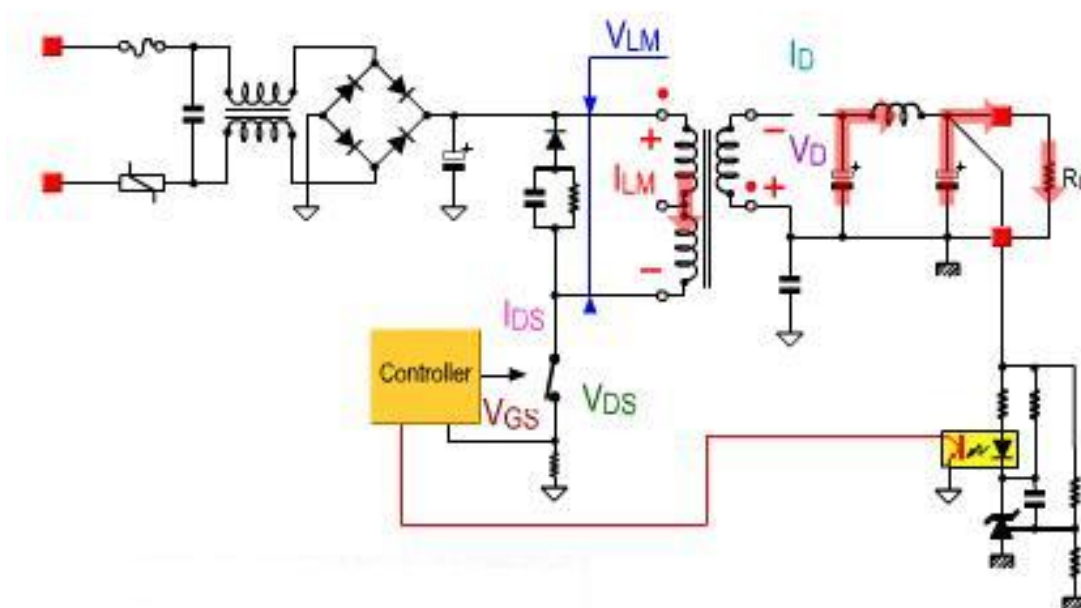 VLM
ID
+
−
VD
ILM
+
−
IDS
Controller
VGS
VDS
+
+
+